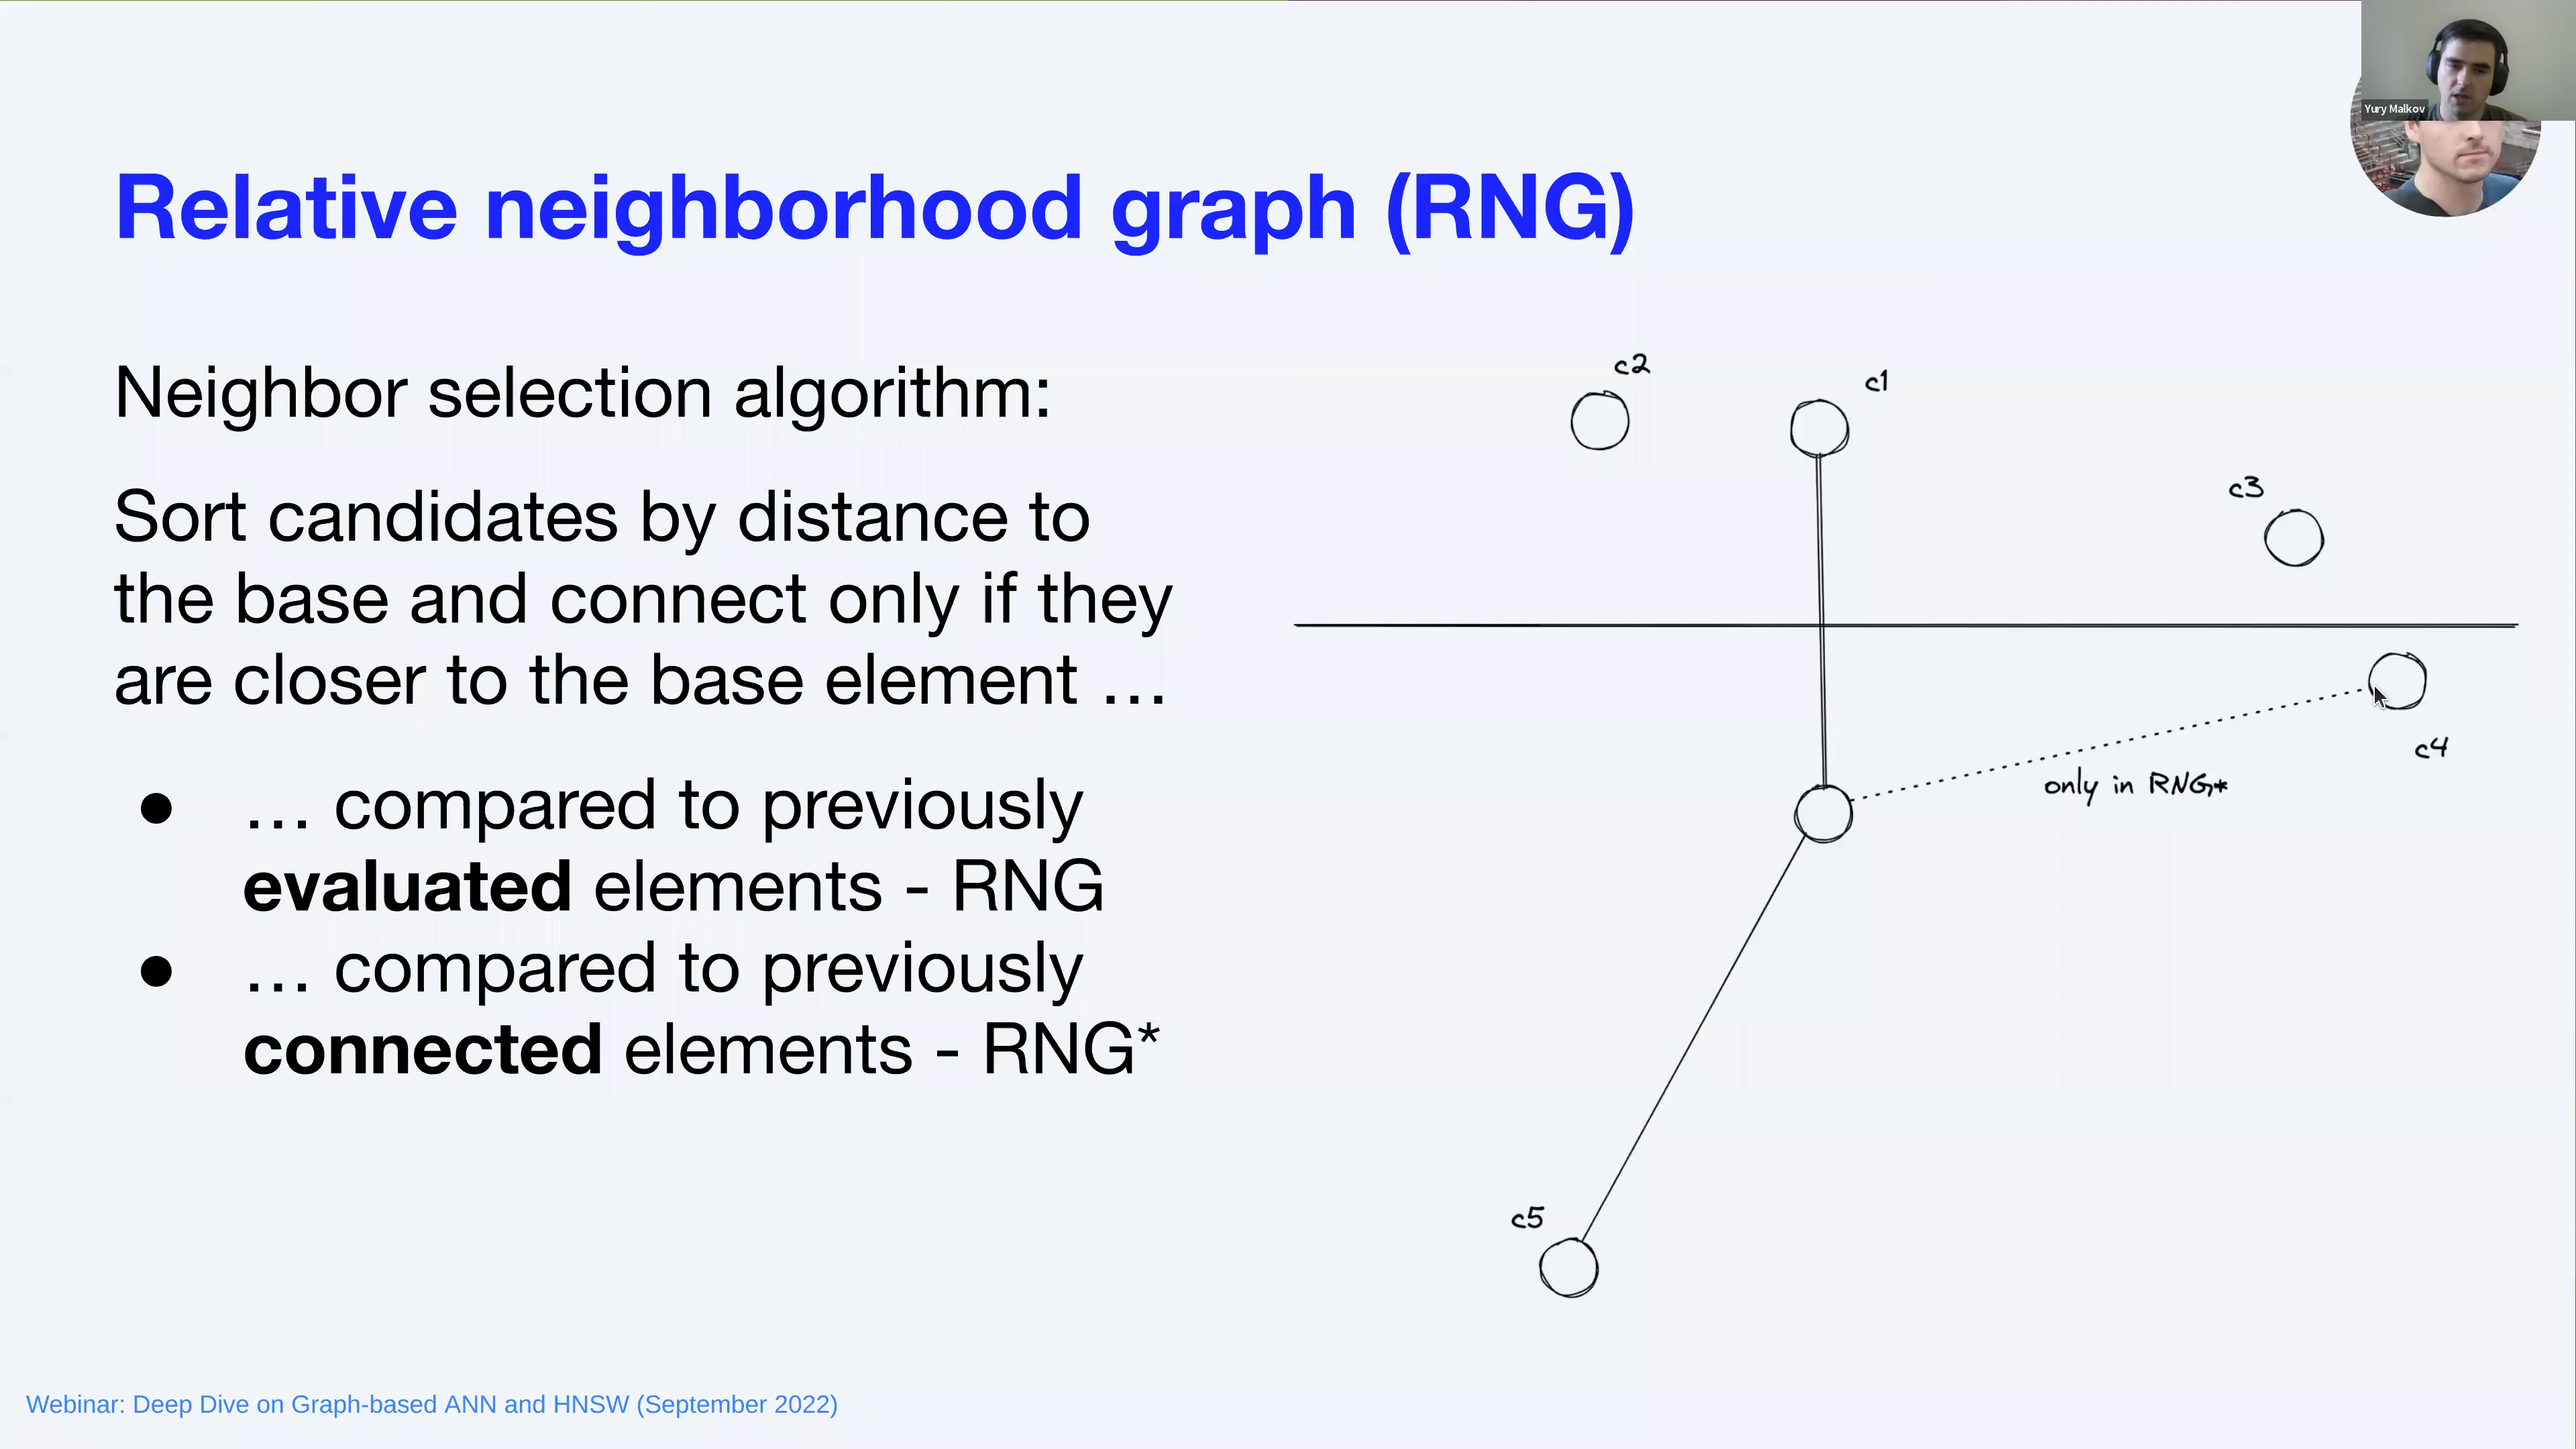 Yury Malkov
Relative neighborhood graph (RNG)
Neighbor selection algorithm:
Sort candidates by distance to
the base and connect only if they
are closer to the base element …
● … compared to previously
evaluated elements - RNG
● … compared to previously
connected elements - RNG*
c2
c1
c3
c4
only in RNG*
c5
Webinar: Deep Dive on Graph-based ANN and HNSW (September 2022)